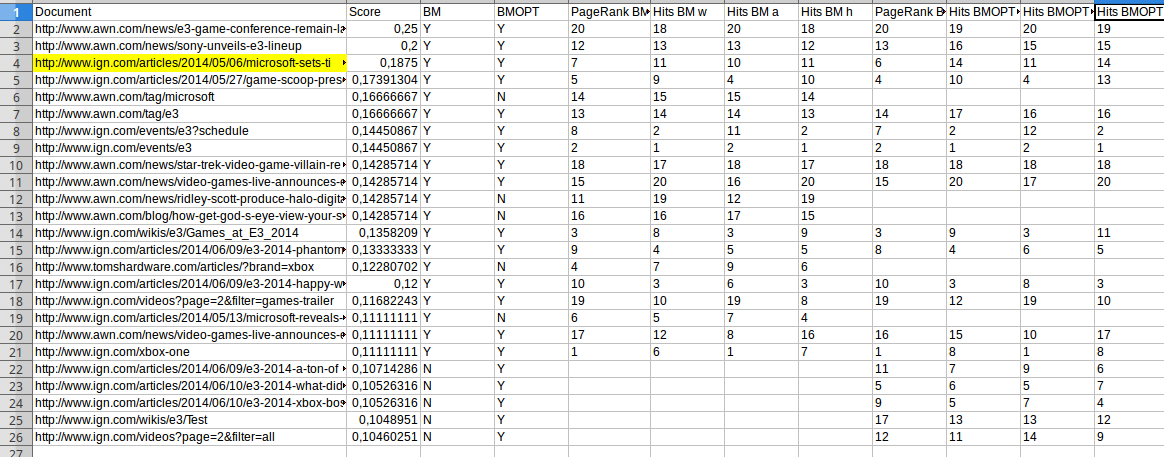 1 Document Score BM BMOPT PageRank BM Hits BM w Hits BM a Hits BM h PageRank B Hits BMOPT Hits BMOPT Hits BMOPT
2 http://www.awn.com/news/e3-game-conference-remain-la 0,25 Y Y 20 18 20 18 20 19 20 19
3 http://www.awn.com/news/sony-unveils-e3-lineup 0,2 Y Y 12 13 13 12 13 16 15 15
4 http://www.ign.com/articles/2014/05/06/microsoft-sets-ti 0,1875 Y Y 7 11 10 11 6 14 11 14
5 http://www.ign.com/articles/2014/05/27/game-scoop-pres 0,17391304 Y Y 5 9 4 10 4 10 4 13
6 http://www.awn.com/tag/microsoft 0,16666667 Y N 14 15 15 14
7 http://www.awn.com/tag/e3 0,16666667 Y Y 13 14 14 13 14 17 16 16
8 http://www.ign.com/events/e3?schedule 0,14450867 Y Y 8 2 11 2 7 2 12 2
9 http://www.ign.com/events/e3 0,14450867 Y Y 2 1 2 1 2 1 2 1
10 http://www.awn.com/news/star-trek-video-game-villain-re 0,14285714 Y Y 18 17 18 17 18 18 18 18
11 http://www.awn.com/news/video-games-live-announces- 0,14285714 Y Y 15 20 16 20 15 20 17 20
12 http://www.awn.com/news/ridley-scott-produce-halo-digit 0,14285714 Y N 11 19 12 19
13 http://www.awn.com/blog/how-get-god-s-eye-view-your-s 0,14285714 Y N 16 16 17 15
14 http://www.ign.com/wikis/e3/Games_at_E3_2014 0,1358209 Y Y 3 8 3 9 3 9 3 11
15 http://www.ign.com/articles/2014/06/09/e3-2014-phantom 0,13333333 Y Y 9 4 5 5 8 4 6 5
16 http://www.tomshardware.com/articles/?brand=xbox 0,12280702 Y N 4 7 9 6
17 http://www.ign.com/articles/2014/06/09/e3-2014-happy-w 0,12 Y Y 10 3 6 3 10 3 8 3
18 http://www.ign.com/videos?page=2&filter=games-trailer 0,11682243 Y Y 19 10 19 8 19 12 19 10
19 http://www.ign.com/articles/2014/05/13/microsoft-reveals- 0,11111111 Y N 6 5 7 4
20 http://www.awn.com/news/video-games-live-announces- 0,11111111 Y Y 17 12 8 16 16 15 10 17
21 http://www.ign.com/xbox-one 0,11111111 Y Y 1 6 1 7 1 8 1 8
22 http://www.ign.com/articles/2014/06/09/e3-2014-a-ton-of 0,10714286 N Y 11 7 9 6
23 http://www.ign.com/articles/2014/06/10/e3-2014-what-did 0,10526316 N Y 5 6 5 7
24 http://www.ign.com/articles/2014/06/10/e3-2014-xbox-bos 0,10526316 N Y 9 5 7 4
25 http://www.ign.com/wikis/e3/Test 0,1048951 N Y 17 13 13 12
26 http://www.ign.com/videos?page=2&filter=all 0,10460251 N Y 12 11 14 9